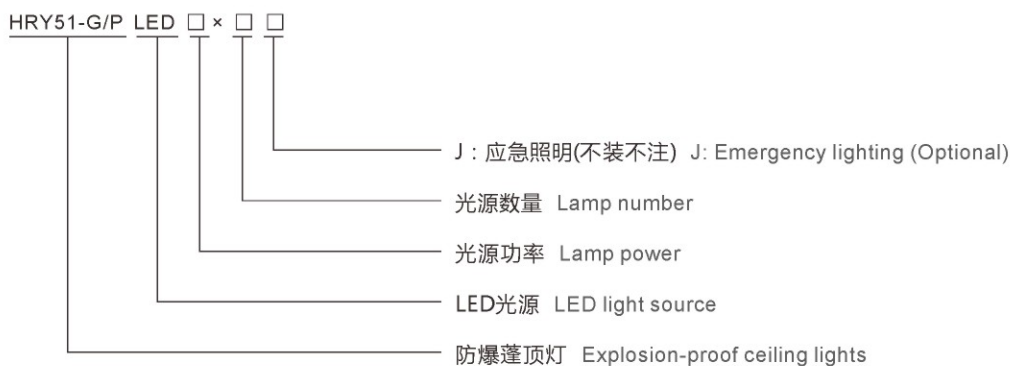 HRY51-G/P LED □ × □ □
J：应急照明(不装不注) J: Emergency lighting (Optional)
光源数量 Lamp number
光源功率 Lamp power
LED光源 LED light source
防爆蓬顶灯 Explosion-proof ceiling lights